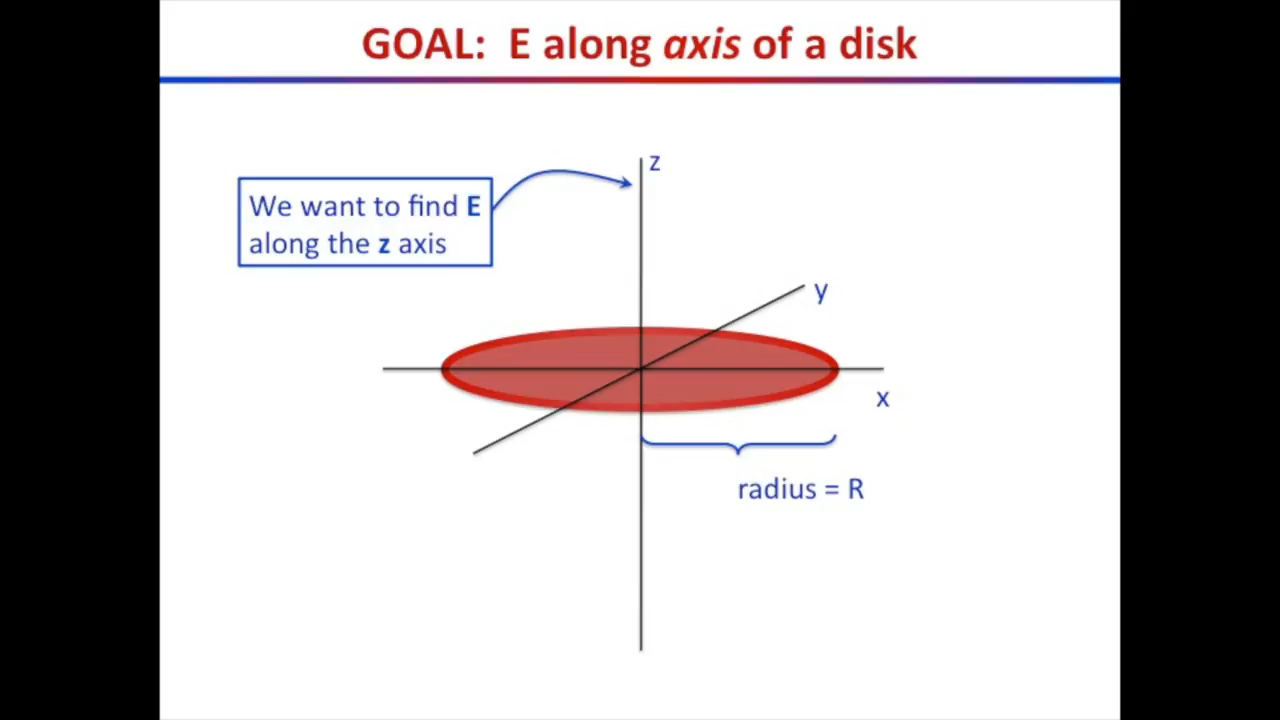 GOAL: E along axis of a disk
z
We want to find E
along the z axis
y
x
radius = R